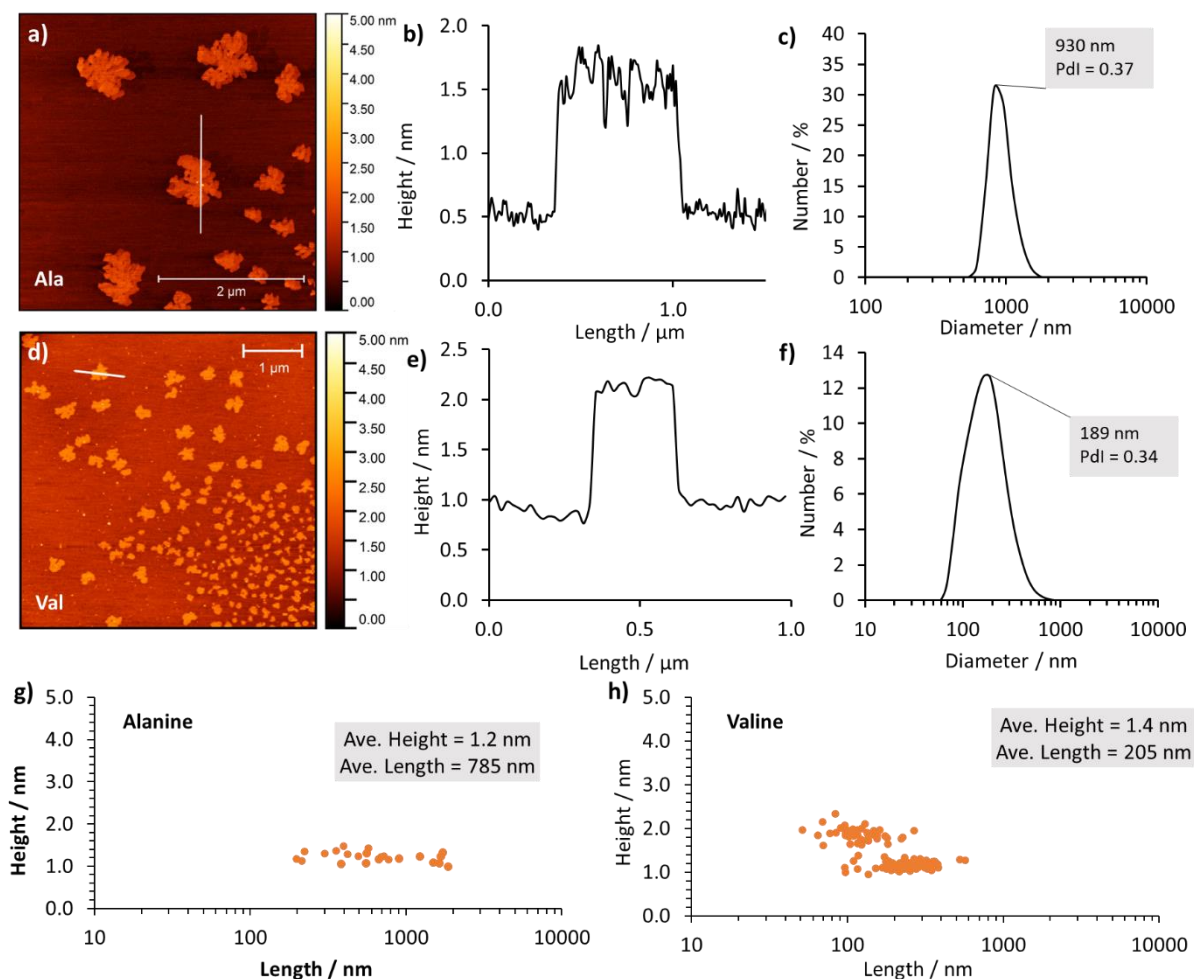 a)
5.00 nm
4.50
4.00
3.50
3.00
2.50
2.00
1.50
1.00
0.00
Ala
2 µm
b)
2.0
1.5
1.0
0.5
0.0
Height / nm
0.0
1.0
Length / µm
c)
50
45
40
35
30
25
20
15
10
5
0
Number / %
930 nm
PdI = 0.37
100
1000
10000
Diameter / nm
d)
1 µm
5.00 nm
4.50
4.00
3.50
3.00
2.50
2.00
1.50
1.00
0.00
Val
e)
2.5
2.0
1.5
1.0
0.5
0.0
Height / nm
0.0
0.5
1.0
Length / µm
f)
14
12
10
8
6
4
2
0
Number / %
189 nm
PdI = 0.34
10
100
1000
10000
Diameter / nm
g)
5.0
4.0
3.0
2.0
1.0
0.0
Height / nm
Alanine
Ave. Height = 1.2 nm
Ave. Length = 785 nm
10
100
1000
10000
Length / nm
h)
5.0
4.0
3.0
2.0
1.0
0.0
Height / nm
Valine
Ave. Height = 1.4 nm
Ave. Length = 205 nm
10
100
1000
10000
Length / nm